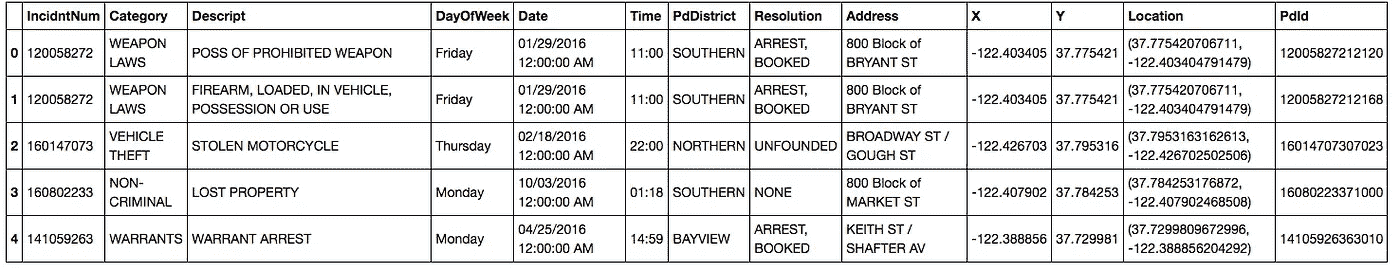 IncidntNum Category Descript DayOfWeek Date Time PdDistrict Resolution Address X Y Location PdId
0 120058272 WEAPON LAWS POSS OF PROHIBITED WEAPON Friday 01/29/2016 12:00:00 AM 11:00 SOUTHERN ARREST, BOOKED 800 Block of BRYANT ST -122.403405 37.775421 (37.775420706711, -122.403404791479) 12005827212120
1 120058272 WEAPON LAWS FIREARM, LOADED, IN VEHICLE, POSSESSION OR USE Friday 01/29/2016 12:00:00 AM 11:00 SOUTHERN ARREST, BOOKED 800 Block of BRYANT ST -122.403405 37.775421 (37.775420706711, -122.403404791479) 12005827212168
2 160147073 VEHICLE THEFT STOLEN MOTORCYCLE Thursday 02/18/2016 12:00:00 AM 22:00 NORTHERN UNFOUNDED BROADWAY ST / GOUGH ST -122.426703 37.795316 (37.7953163162613, -122.426702502506) 16014707307023
3 160802233 NON-CRIMINAL LOST PROPERTY Monday 10/03/2016 12:00:00 AM 01:18 SOUTHERN NONE 800 Block of MARKET ST -122.407902 37.784253 (37.784253176872, -122.407902468508) 16080223371000
4 141059263 WARRANTS WARRANT ARREST Monday 04/25/2016 12:00:00 AM 14:59 BAYVIEW ARREST, BOOKED KEITH ST / SHAFTER AV -122.388856 37.729981 (37.7299809672996, -122.388856204292) 14105926363010